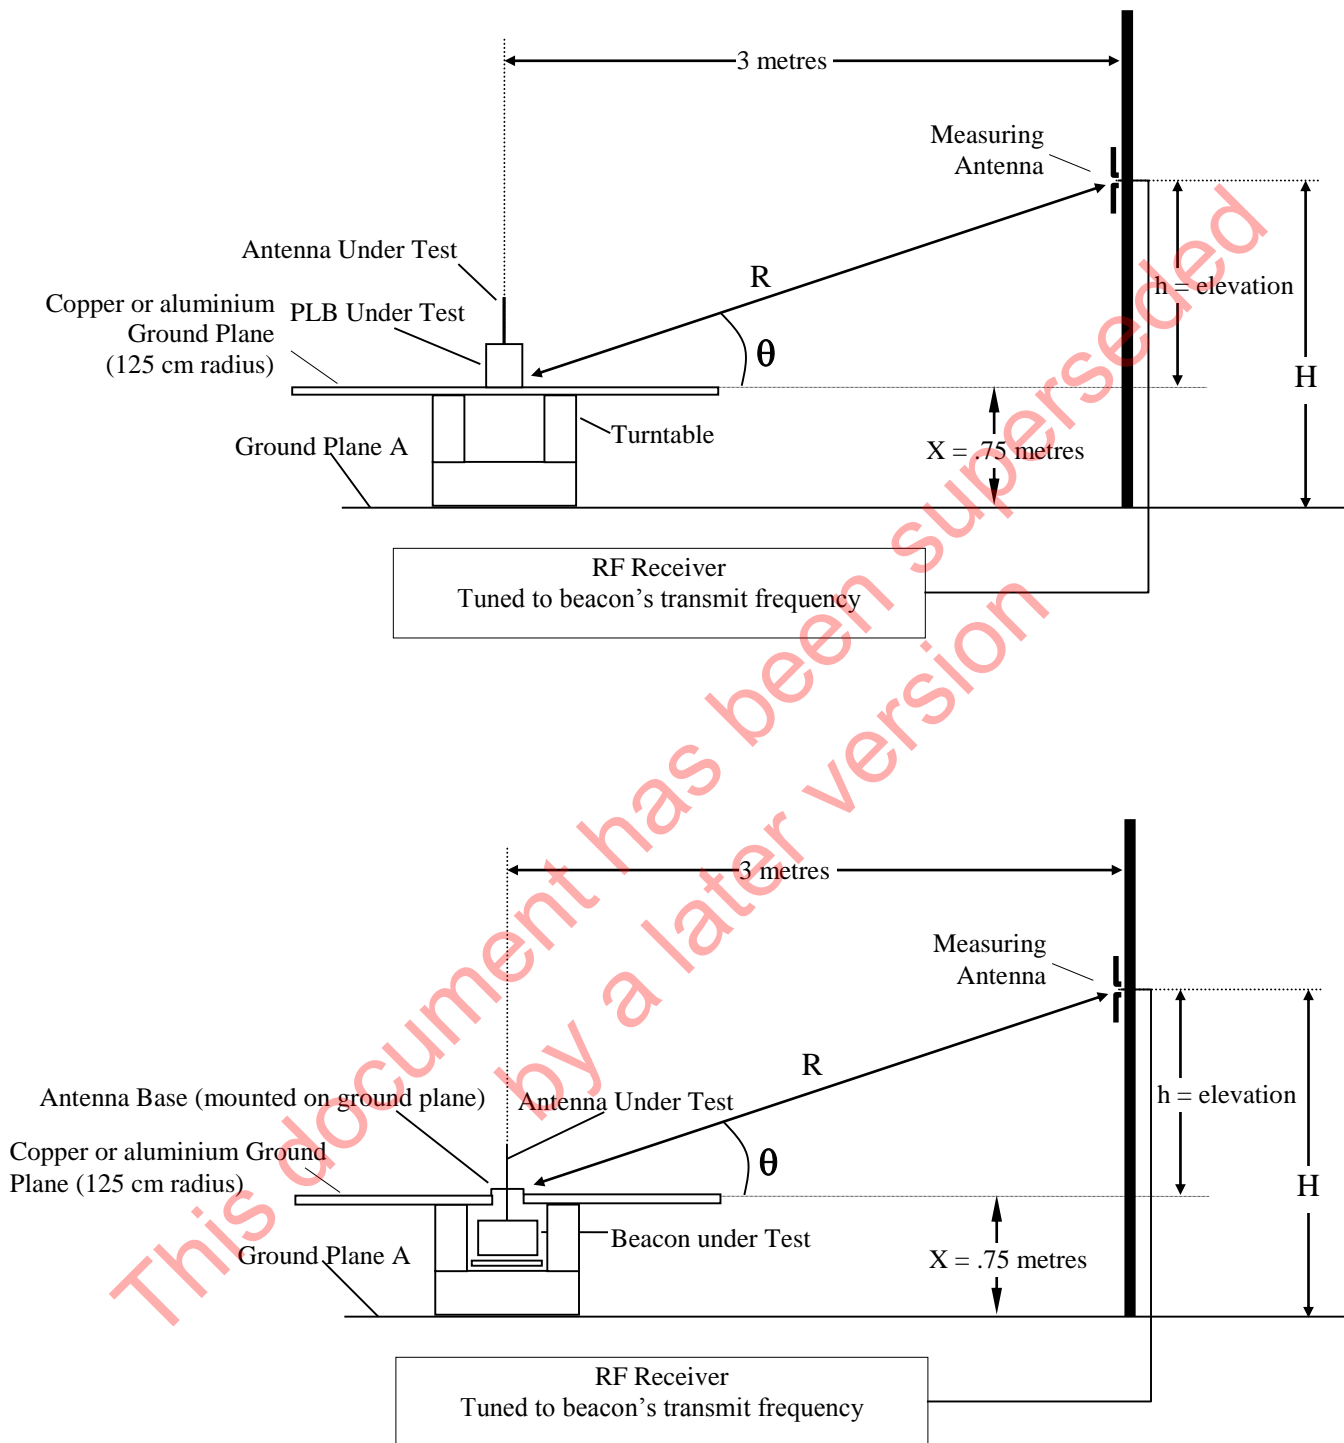 3 metres
Measuring
Antenna
Antenna Under Test
h = elevation
R
Copper or aluminium
Ground Plane
(125 cm radius)
PLB Under Test
θ
H
Ground Plane A
Turntable
X = .75 metres
RF Receiver
Tuned to beacon’s transmit frequency
3 metres
Measuring
Antenna
R
Antenna Base (mounted on ground plane)
Antenna Under Test
h = elevation
Copper or aluminium Ground
Plane (125 cm radius)
θ
H
Ground Plane A
Beacon under Test
X = .75 metres
RF Receiver
Tuned to beacon’s transmit frequency
This document has been superseded
by a later version